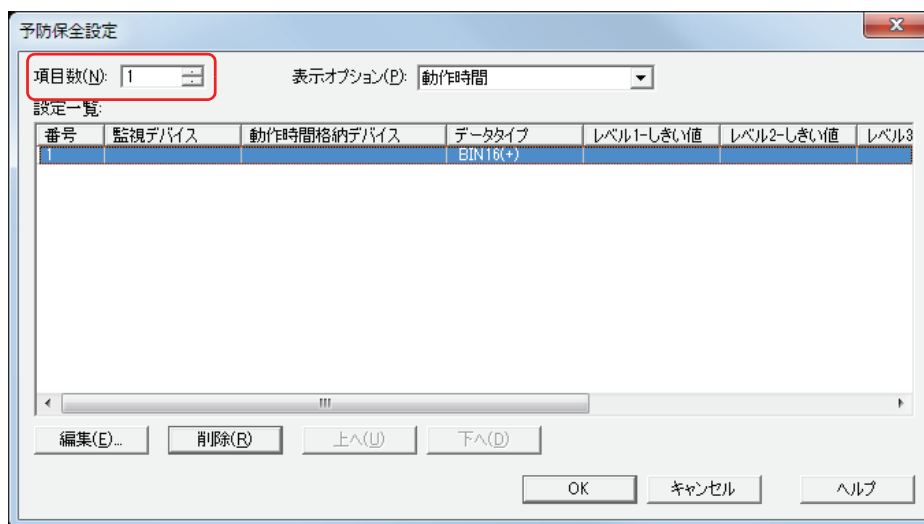 予防保全設定
項目数(N): 1 表示オプション(P): 動作時間
設定一覧:
番号 監視デバイス 動作時間格納デバイス データタイプ レベル1-しきい値 レベル2-しきい値 レベル3
1 BIN16(+)
編集(E)... 削除(R) 上へ(U) 下へ(D)
OK キャンセル ヘルプ